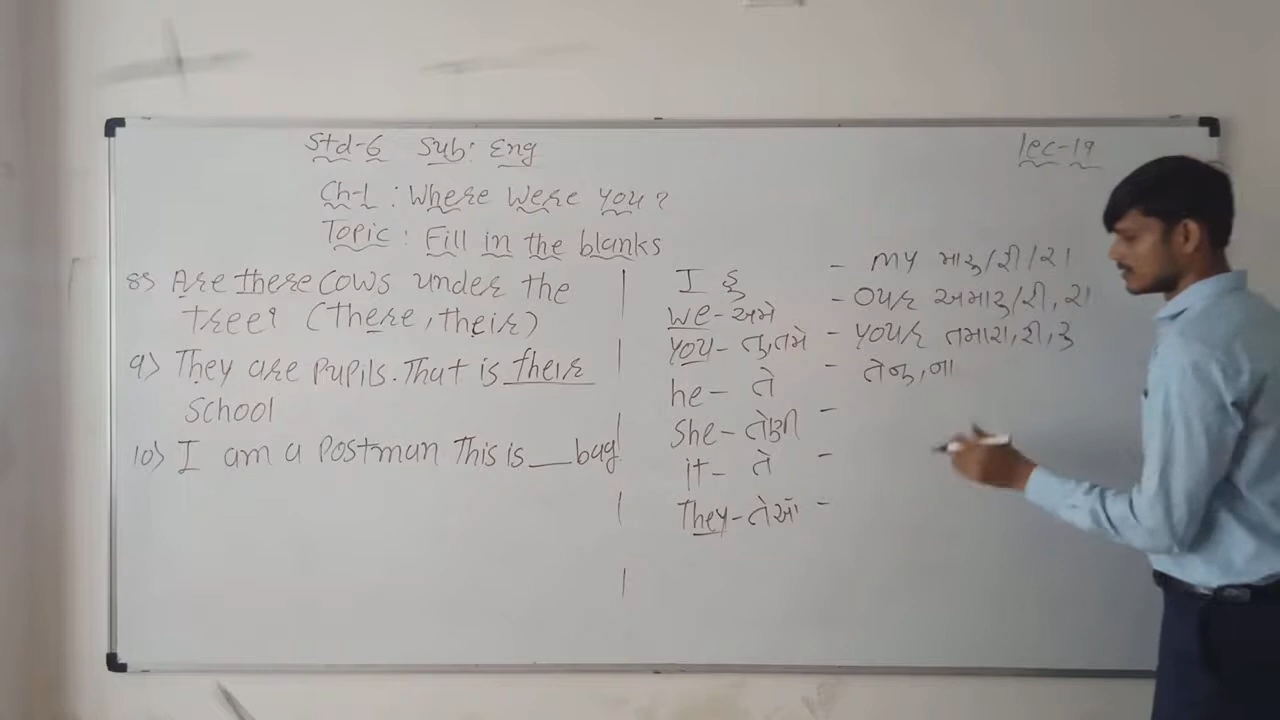 Std-6 Sub: Eng
lec-19
Ch-1 : Where Were you?
Topic : Fill in the blanks
8) Are there cows under the
tree? (there, their)
9) They are pupils. That is their
School
10) I am a postman This is __ bag
I હું - my મારૂ/રી/રા
we - અમે - our અમારૂ/રી, રા
you - તુ,તમે - your તમારા, રી, રૂ
he - તે - તેનુ,ના
She - તેણી -
it - તે -
They - તેઓ -